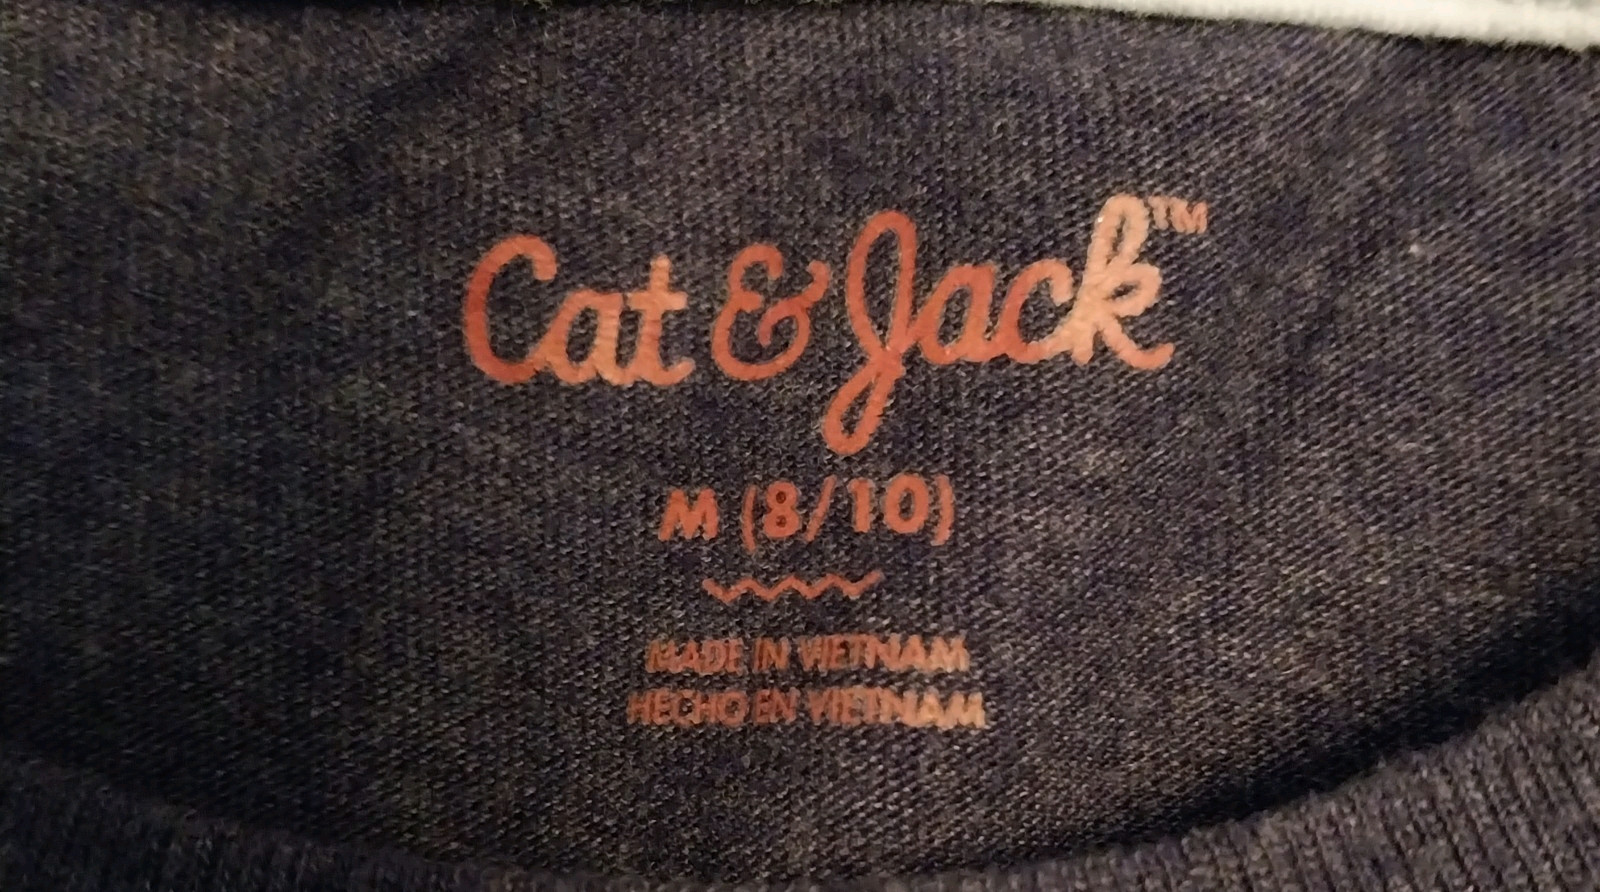 Cat & Jack™
M (8/10)
MADE IN VIETNAM
HECHO EN VIETNAM